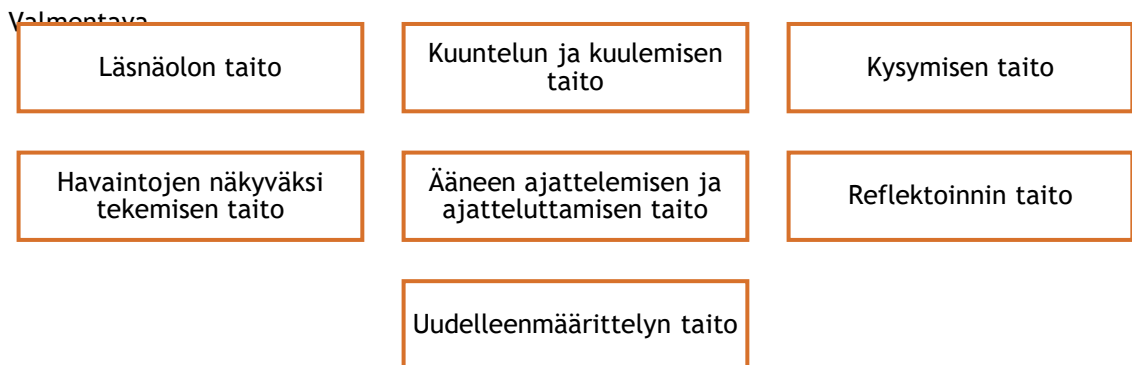 Valmentava
Läsnäolon taito
Kuuntelun ja kuulemisen
taito
Kysymisen taito
Havaintojen näkyväksi
tekemisen taito
Ääneen ajattelemisen ja
ajatteluttamisen taito
Reflektoinnin taito
Uudelleenmäärittelyn taito